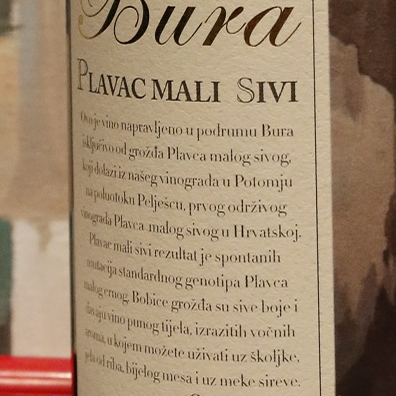 Bura
PLAVAC MALI SIVI
Ovo je vino napravljeno u podrumu Bura
isključivo od grožđa Plavca malog sivog,
koji dolazi iz našeg vinograda u Potomju
na poluotoku Pelješcu, prvog održivog
vinograda Plavca malog sivog u Hrvatskoj.
Plavac mali sivi rezultat je spontanih
mutacija standardnog genotipa Plavca
malog crnog. Bobice grožđa su sive boje i
daju vino punog tijela, izrazitih voćnih
aroma, u kojem možete uživati uz školjke,
jela od riba, bijelog mesa i uz meke sireve.